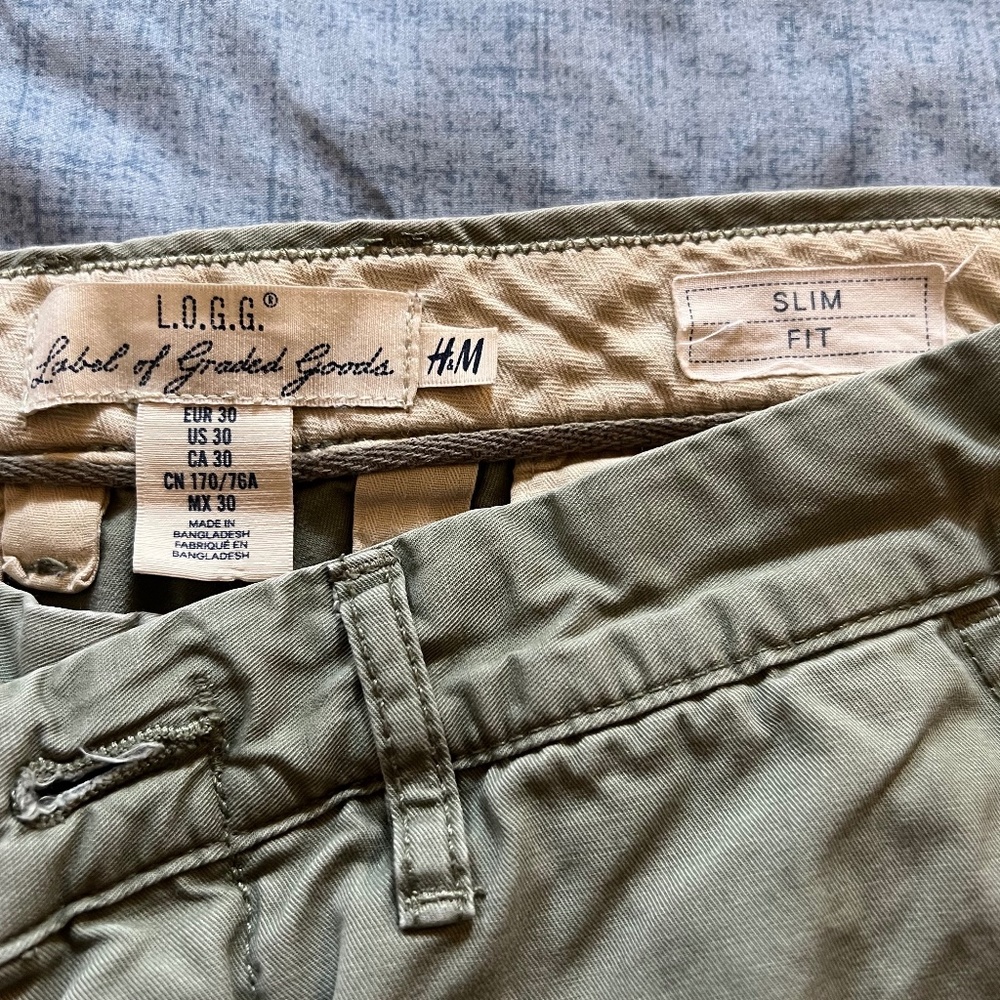 L.O.G.G.®
Label of Graded Goods.
H&M
SLIM
FIT
EUR 30
US 30
CA 30
CN 170/76A
MX 30
MADE IN
BANGLADESH
FABRIQUÉ EN
BANGLADESH